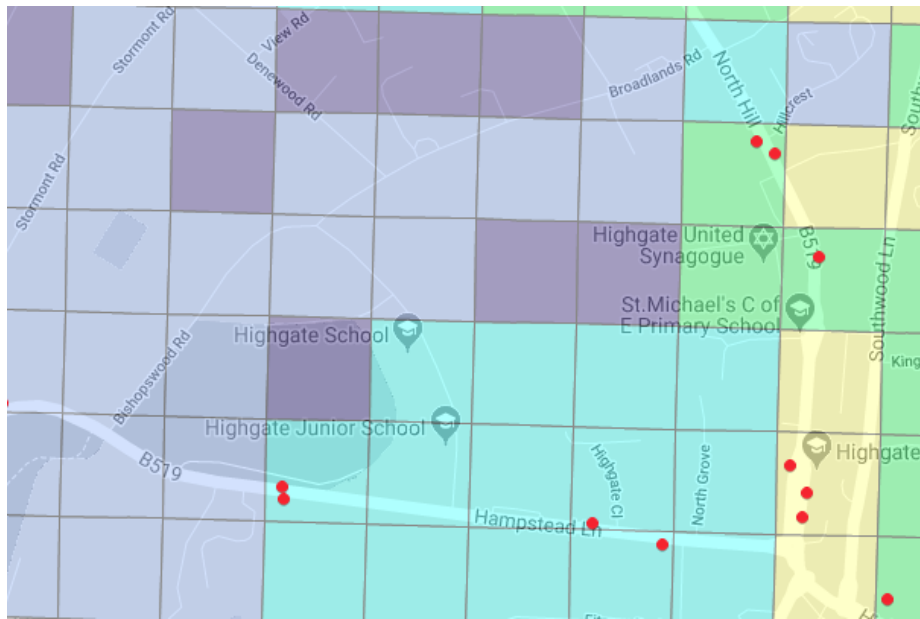 Stormont Rd
View Rd
Denewood Rd
Broadlands Rd
North Hill
Hillcrest
Stormont Rd
Highgate United
Synagogue
B519
Southwood Ln
St.Michael's C of
E Primary School
Highgate School
King
Bishopswood Rd
Highgate Junior School
Highgate
B519
Highgate Cl
North Grove
Hampstead Ln